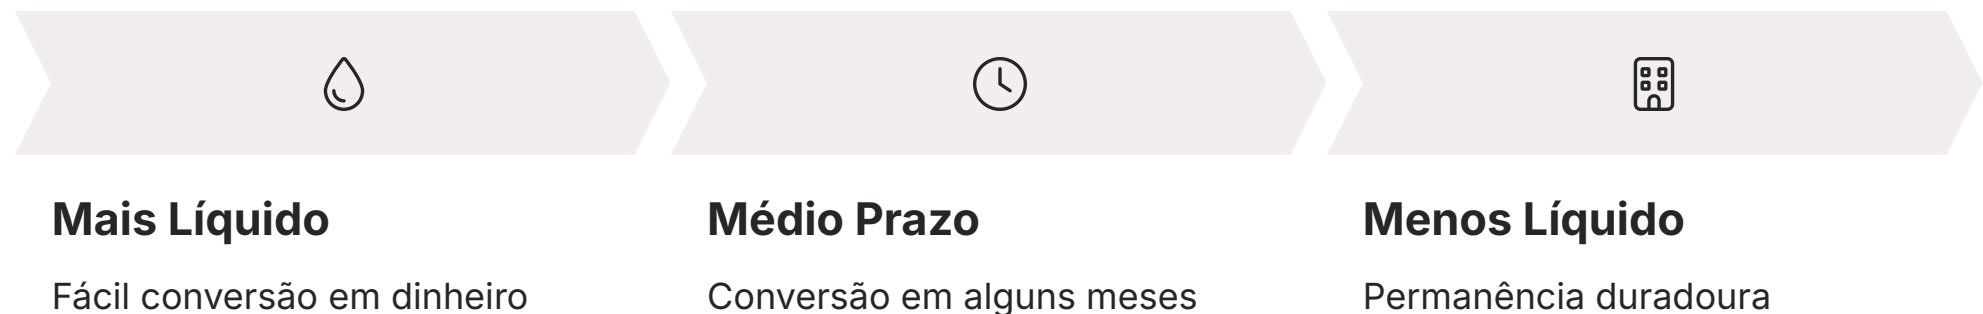 Mais Líquido
Fácil conversão em dinheiro
Médio Prazo
Conversão em alguns meses
Menos Líquido
Permanência duradoura